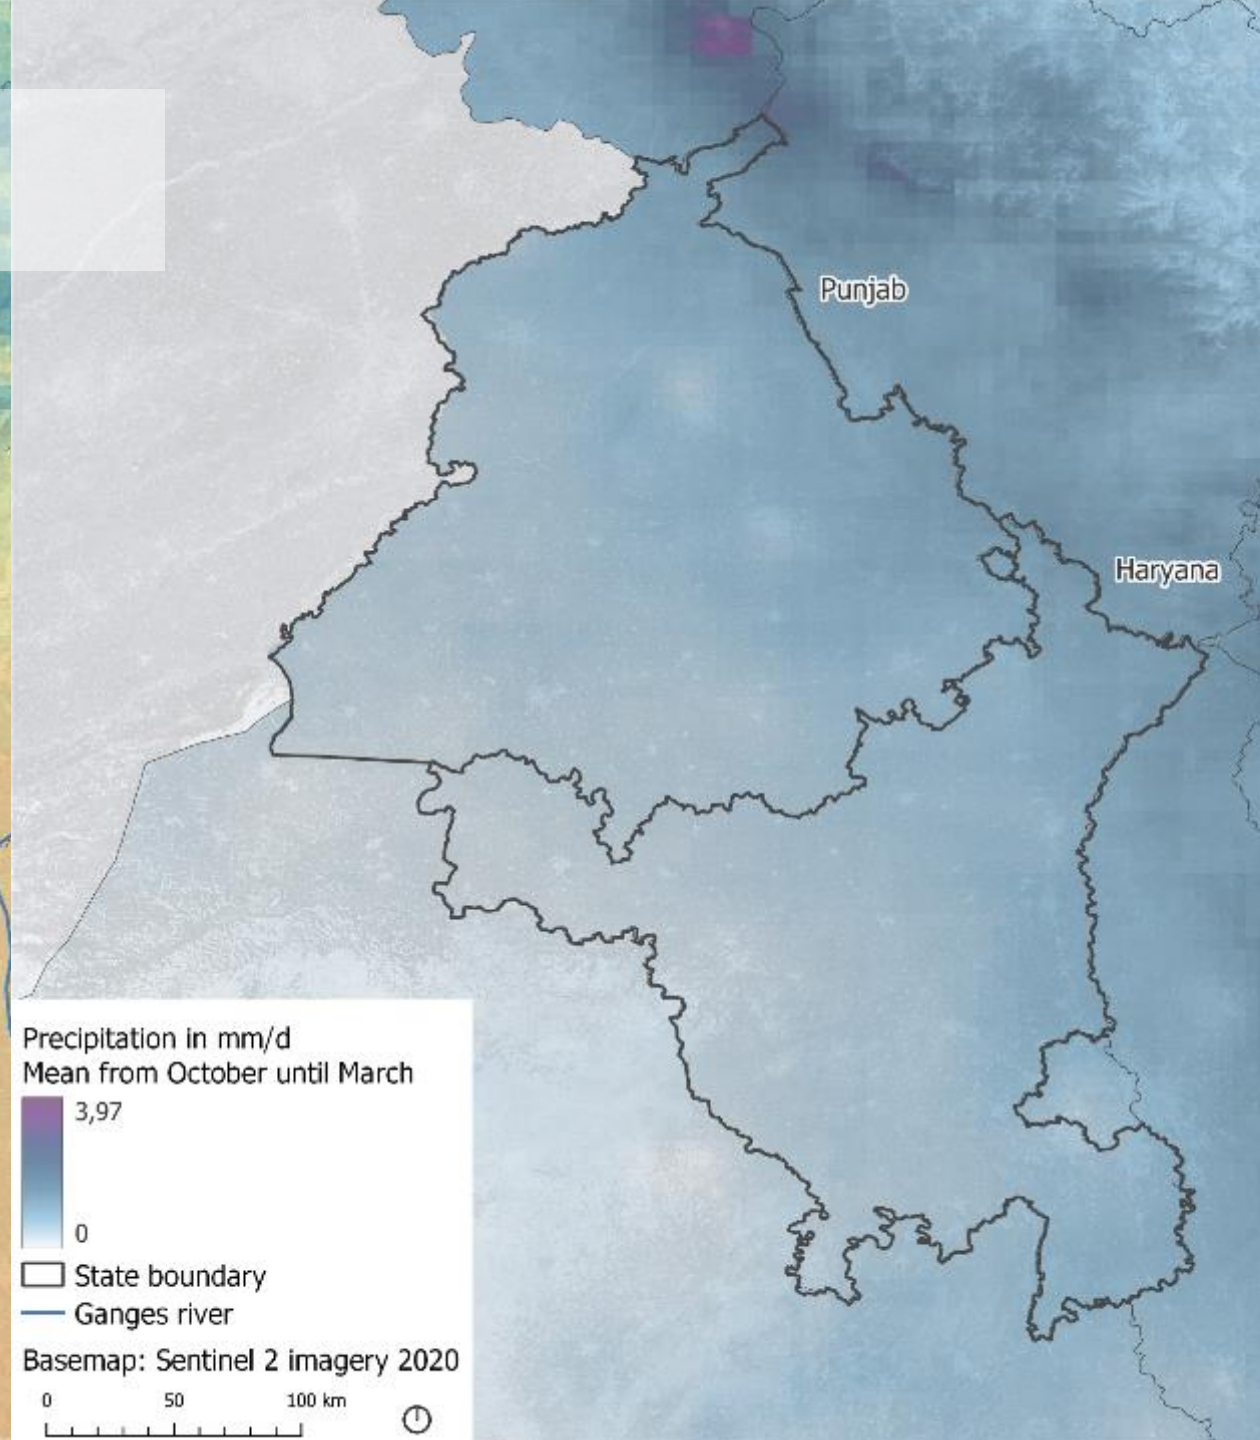 Punjab
Haryana
Precipitation in mm/d
Mean from October until March
3,97
0
State boundary
Ganges river
Basemap: Sentinel 2 imagery 2020
0 50 100 km